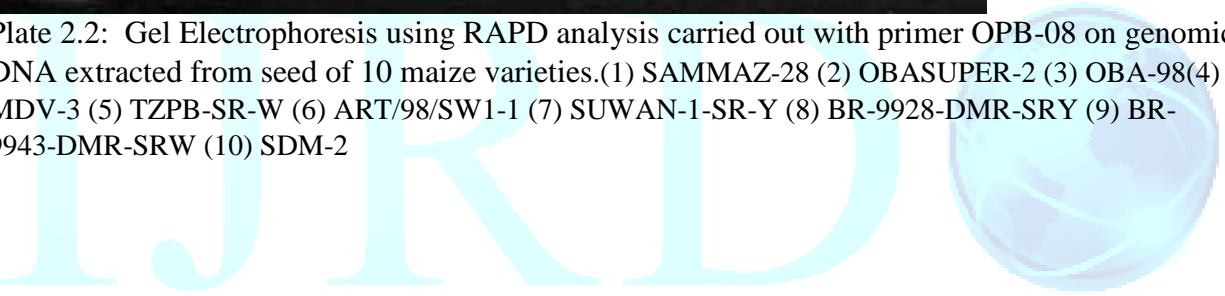 Plate 2.2: Gel Electrophoresis using RAPD analysis carried out with primer OPB-08 on genomic
DNA extracted from seed of 10 maize varieties.(1) SAMMAZ-28 (2) OBASUPER-2 (3) OBA-98(4)
MDV-3 (5) TZPB-SR-W (6) ART/98/SW1-1 (7) SUWAN-1-SR-Y (8) BR-9928-DMR-SRY (9) BR-
9943-DMR-SRW (10) SDM-2
IJRD